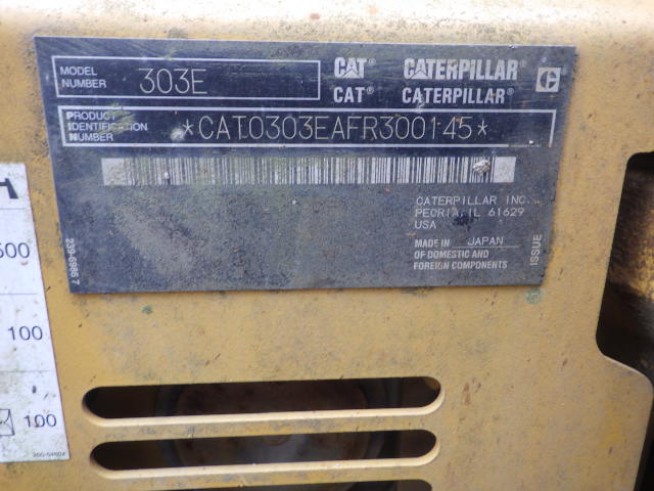 MODEL
NUMBER
303E
CAT® CATERPILLAR
CAT® CATERPILLAR
PRODUCT
IDENTIFICATION
NUMBER
*CAT0303EAFR300145*
CATERPILLAR INC.
PEORIA, IL 61629
USA
MADE IN JAPAN
OF DOMESTIC AND
FOREIGN COMPONENTS
ISSUE
100
100